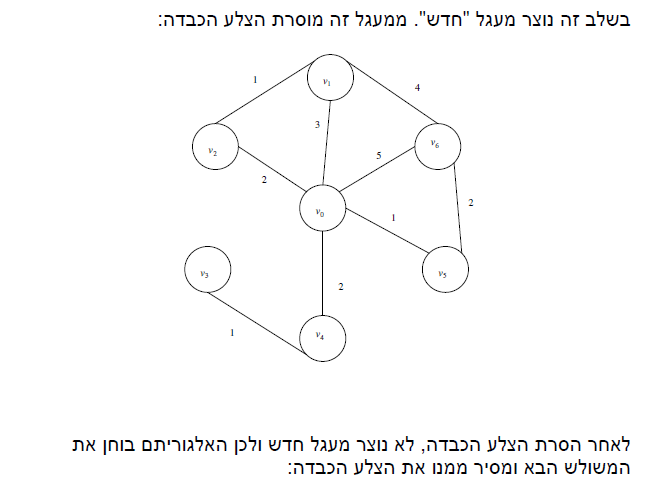 בשלב זה נוצר מעגל "חדש". ממעגל זה מוסרת הצלע הכבדה:
1
v₁
4
3
v₂
v₆
5
2
v₀
1
2
v₃
v₅
2
1
v₄
לאחר הסרת הצלע הכבדה, לא נוצר מעגל חדש ולכן האלגוריתם בוחן את
המשולש הבא ומסיר ממנו את הצלע הכבדה: